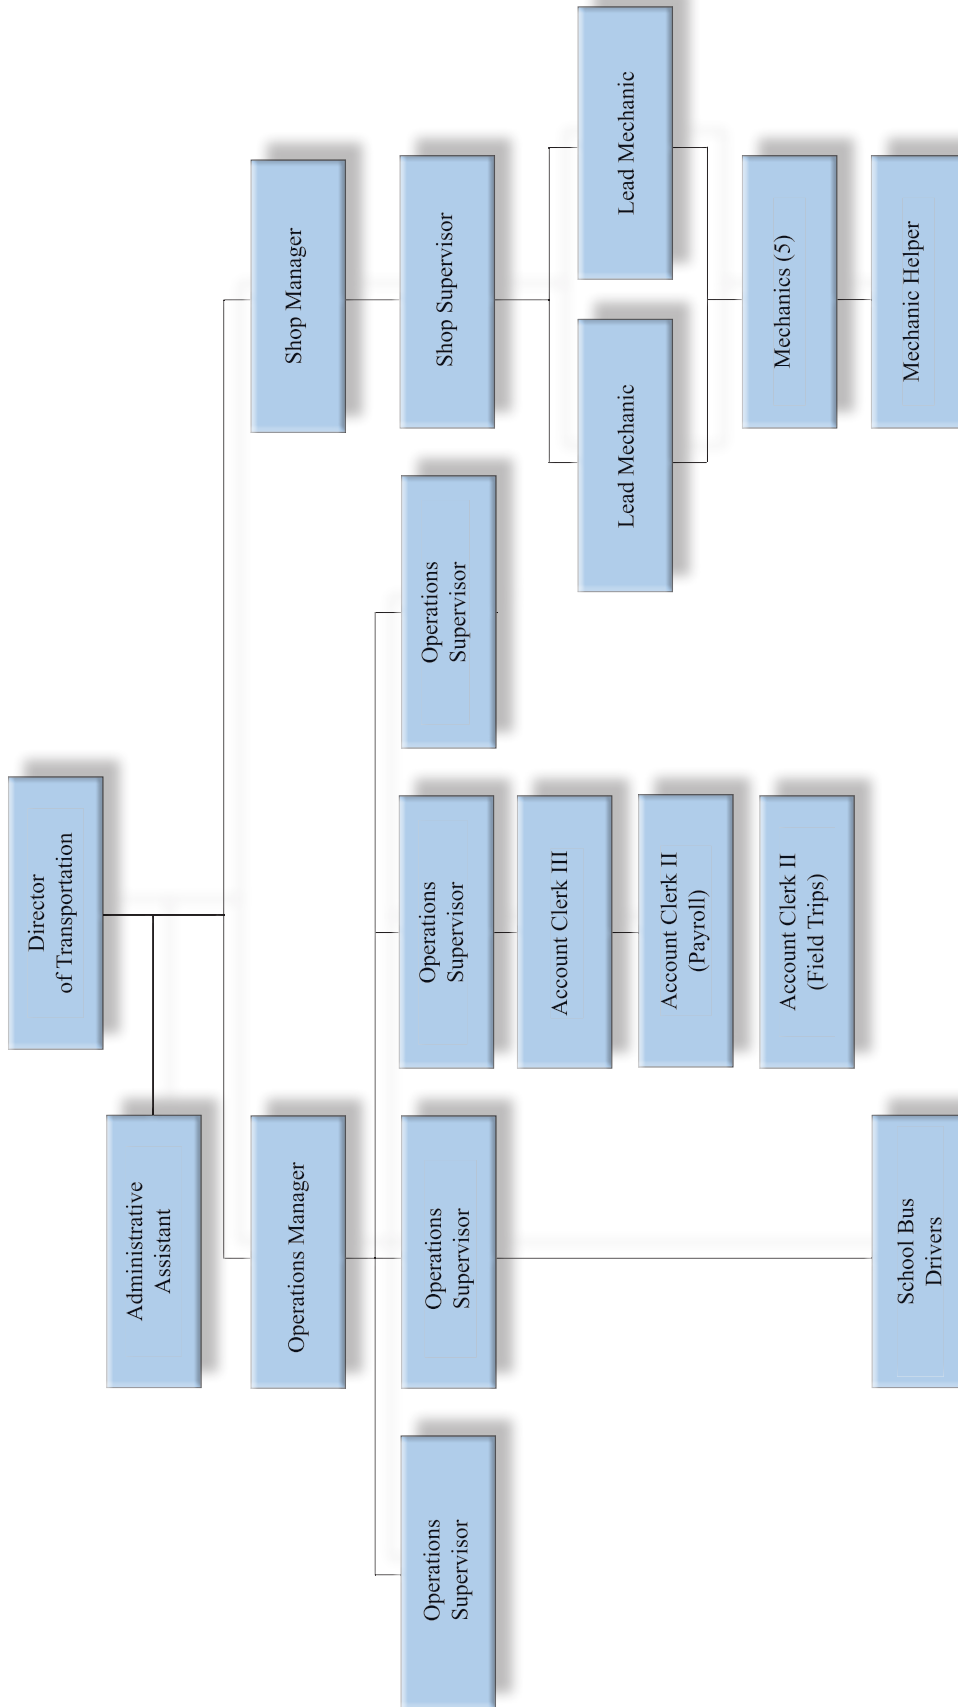 Director
of Transportation
Administrative
Assistant
Operations Manager
Shop Manager
Operations
Supervisor
Operations
Supervisor
Operations
Supervisor
Operations
Supervisor
Shop Supervisor
Account Clerk III
Lead Mechanic
Lead Mechanic
Account Clerk II
(Payroll)
Account Clerk II
(Field Trips)
Mechanics (5)
School Bus
Drivers
Mechanic Helper